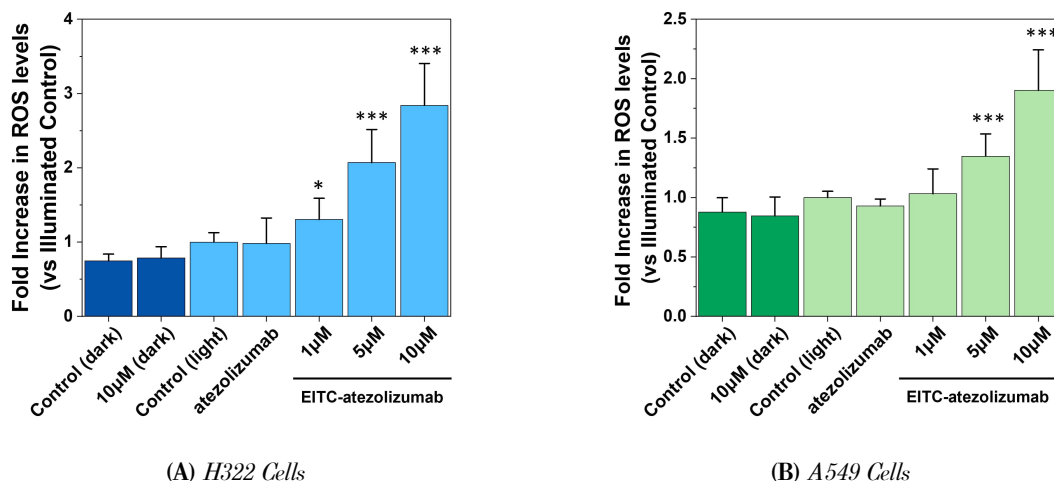 Fold Increase in ROS levels
(vs Illuminated Control)
4
3
2
1
0
*
***
***
Control (dark)
10µM (dark)
Control (light)
atezolizumab
1µM
5µM
10µM
EITC-atezolizumab
(A) H322 Cells
Fold Increase in ROS levels
(vs Illuminated Control)
2.5
2.0
1.5
1.0
0.5
0.0
***
***
Control (dark)
10µM (dark)
Control (light)
atezolizumab
1µM
5µM
10µM
EITC-atezolizumab
(B) A549 Cells